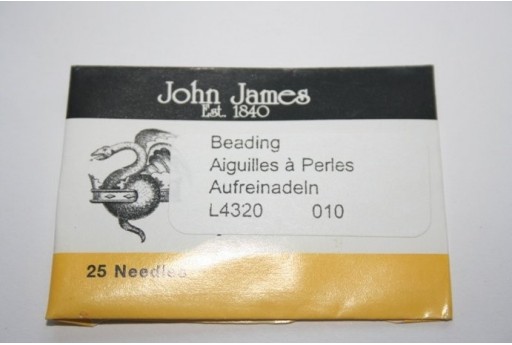 John James
Est. 1840
Beading
Aiguilles à Perles
Aufreinadeln
L4320 010
25 Needles